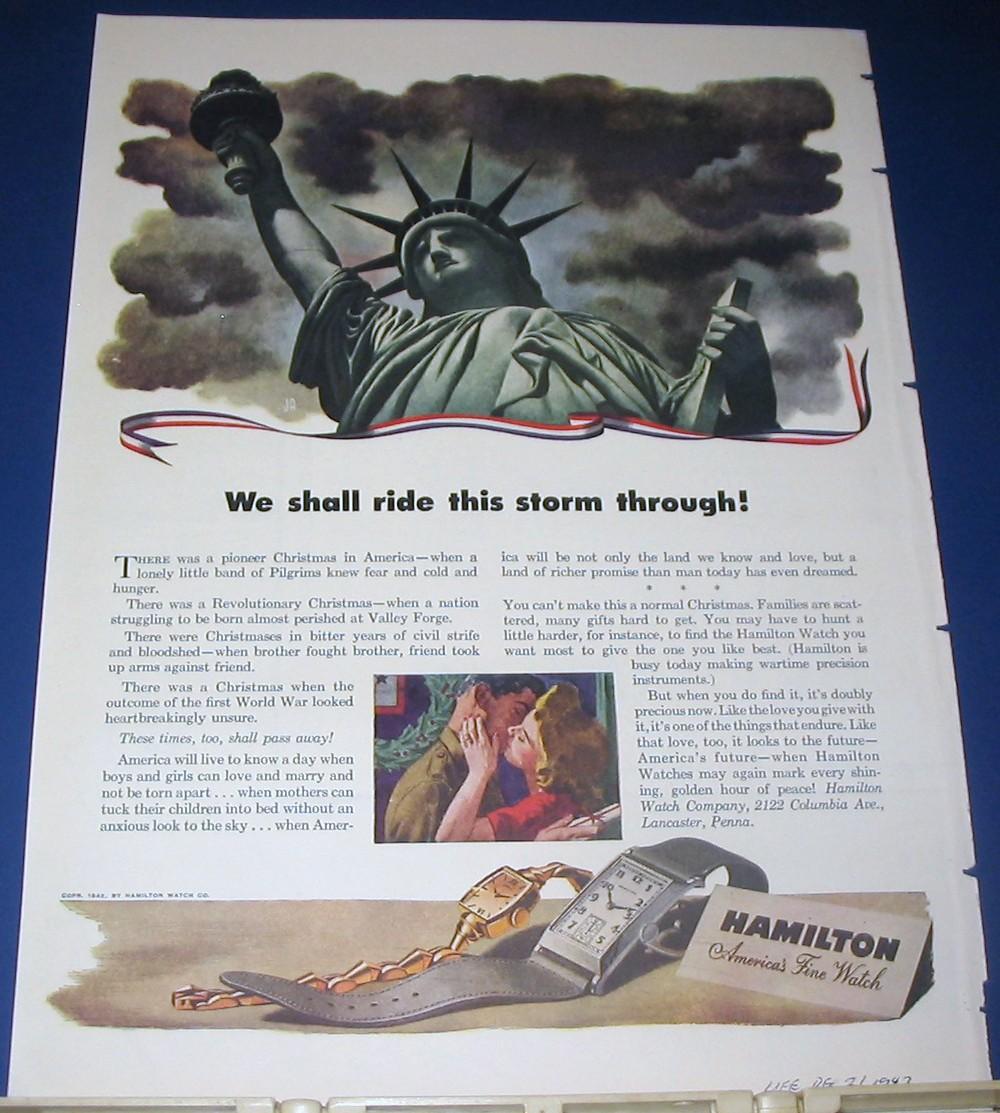 We shall ride this storm through!
THERE was a pioneer Christmas in America—when a
lonely little band of Pilgrims knew fear and cold and
hunger.
There was a Revolutionary Christmas—when a nation
struggling to be born almost perished at Valley Forge.
There were Christmases in bitter years of civil strife
and bloodshed—when brother fought brother, friend took
up arms against friend.
There was a Christmas when the
outcome of the first World War looked
heartbreakingly unsure.
These times, too, shall pass away!
America will live to know a day when
boys and girls can love and marry and
not be torn apart . . . when mothers can
tuck their children into bed without an
anxious look to the sky . . . when Amer-
ica will be not only the land we know and love, but a
land of richer promise than man today has even dreamed.
* * *
You can't make this a normal Christmas. Families are scat-
tered, many gifts hard to get. You may have to hunt a
little harder, for instance, to find the Hamilton Watch you
want most to give the one you like best. (Hamilton is
busy today making wartime precision
instruments.)
But when you do find it, it's doubly
precious now. Like the love you give with
it, it's one of the things that endure. Like
that love, too, it looks to the future—
America's future—when Hamilton
Watches may again mark every shin-
ing, golden hour of peace! Hamilton
Watch Company, 2122 Columbia Ave.,
Lancaster, Penna.
COPR. 1942, BY HAMILTON WATCH CO.
HAMILTON
America's Fine Watch
LIFE